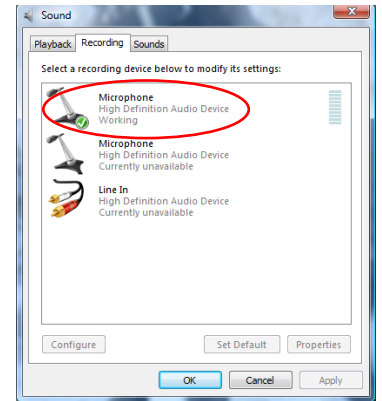 Sound
Playback Recording Sounds
Select a recording device below to modify its settings:
Microphone
High Definition Audio Device
Working
Microphone
High Definition Audio Device
Currently unavailable
Line In
High Definition Audio Device
Currently unavailable
Configure Set Default Properties
OK Cancel Apply